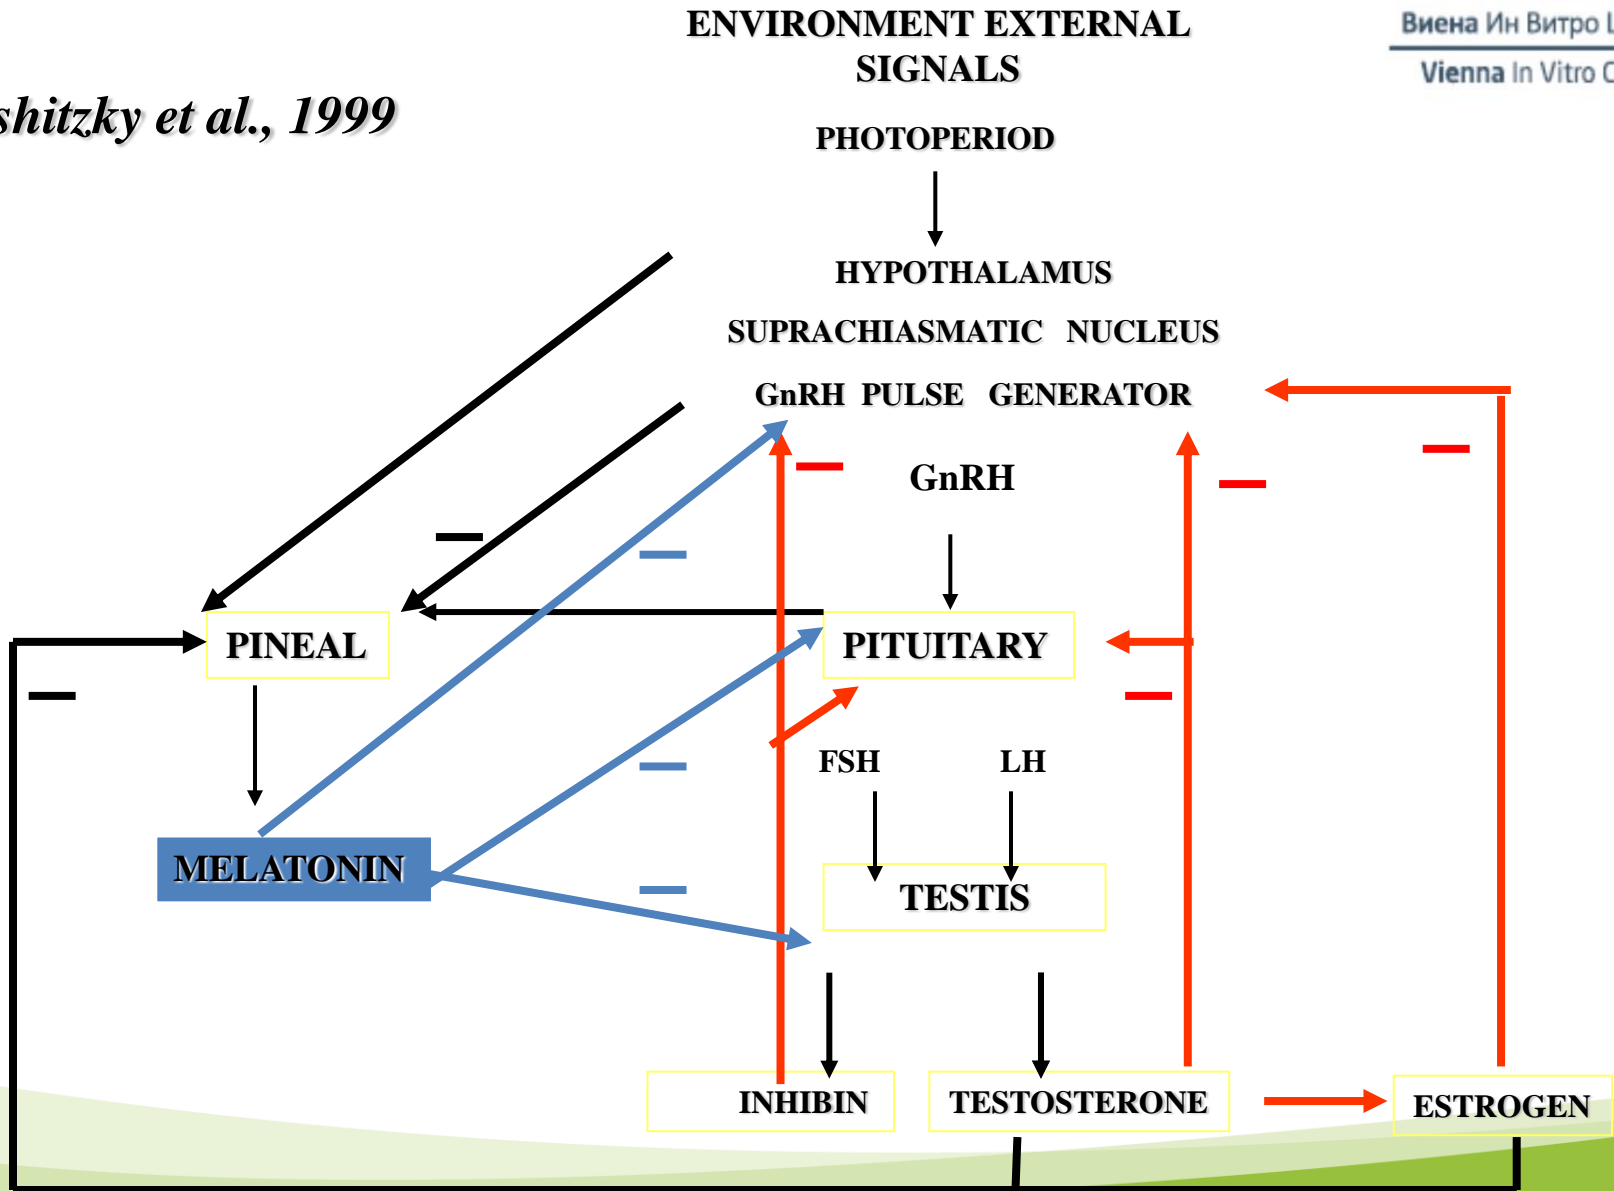 ENVIRONMENT EXTERNAL
SIGNALS
Виена Ин Витро
Vienna In Vitro
et al., 1999
PHOTOPERIOD
HYPOTHALAMUS
SUPRACHIASMATIC NUCLEUS
GnRH PULSE GENERATOR
GnRH
PINEAL
PITUITARY
FSH LH
MELATONIN
TESTIS
INHIBIN
TESTOSTERONE
ESTROGEN